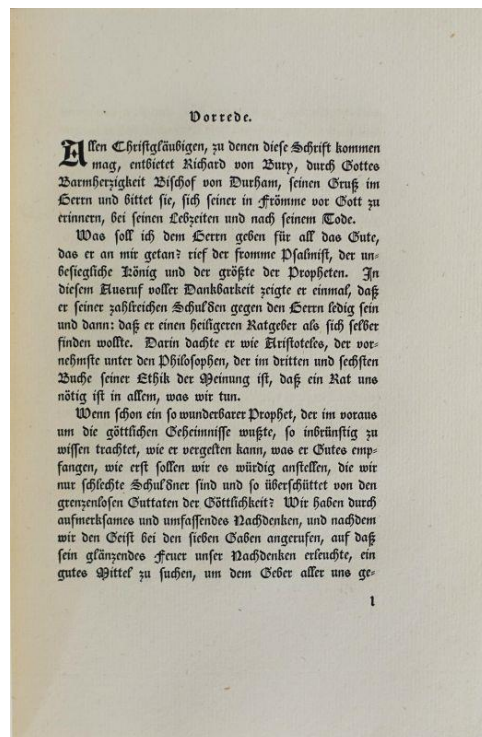 Vorrede.
Allen Christgläubigen, zu denen diese Schrift kommen
mag, entbietet Richard von Bury, durch Gottes
Barmherzigkeit Bischof von Durham, seinen Gruß im
Herrn und bittet sie, sich seiner in Frömme vor Gott zu
erinnern, bei seinen Lebzeiten und nach seinem Tode.
Was soll ich dem Herrn geben für all das Gute,
das er an mir getan? rief der fromme Psalmist, der un-
besiegliche König und der größte der Propheten. In
diesem Ausruf voller Dankbarkeit zeigte er einmal, daß
er seiner zahlreichen Schulden gegen den Herrn ledig sein
und dann: daß er einen heiligeren Ratgeber als sich selber
finden wollte. Darin dachte er wie Aristoteles, der vor-
nehmste unter den Philosophen, der im dritten und sechsten
Buche seiner Ethik der Meinung ist, daß ein Rat uns
nötig ist in allem, was wir tun.
Wenn schon ein so wunderbarer Prophet, der im voraus
um die göttlichen Geheimnisse wußte, so inbrünstig zu
wissen trachtet, wie er vergelten kann, was er Gutes emp-
fangen, wie erst sollen wir es würdig anstellen, die wir
nur schlechte Schuldner sind und so überschüttet von den
grenzenlosen Guttaten der Göttlichkeit? Wir haben durch
aufmerksames und umfassendes Nachdenken, und nachdem
wir den Geist bei den sieben Gaben angerufen, auf daß
sein glänzendes Feuer unser Nachdenken erleuchte, ein
gutes Mittel zu suchen, um dem Geber aller uns ge-
1